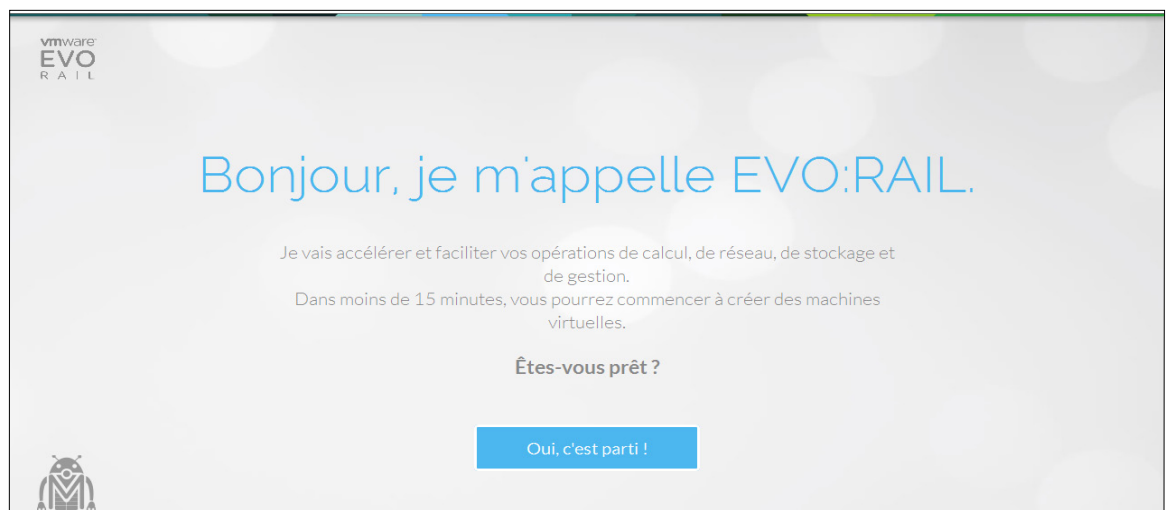 vmware
EVO
RAIL
Bonjour, je m'appelle EVO:RAIL.
Je vais accélérer et faciliter vos opérations de calcul, de réseau, de stockage et
de gestion.
Dans moins de 15 minutes, vous pourrez commencer à créer des machines
virtuelles.
Êtes-vous prêt ?
Oui, c'est parti !